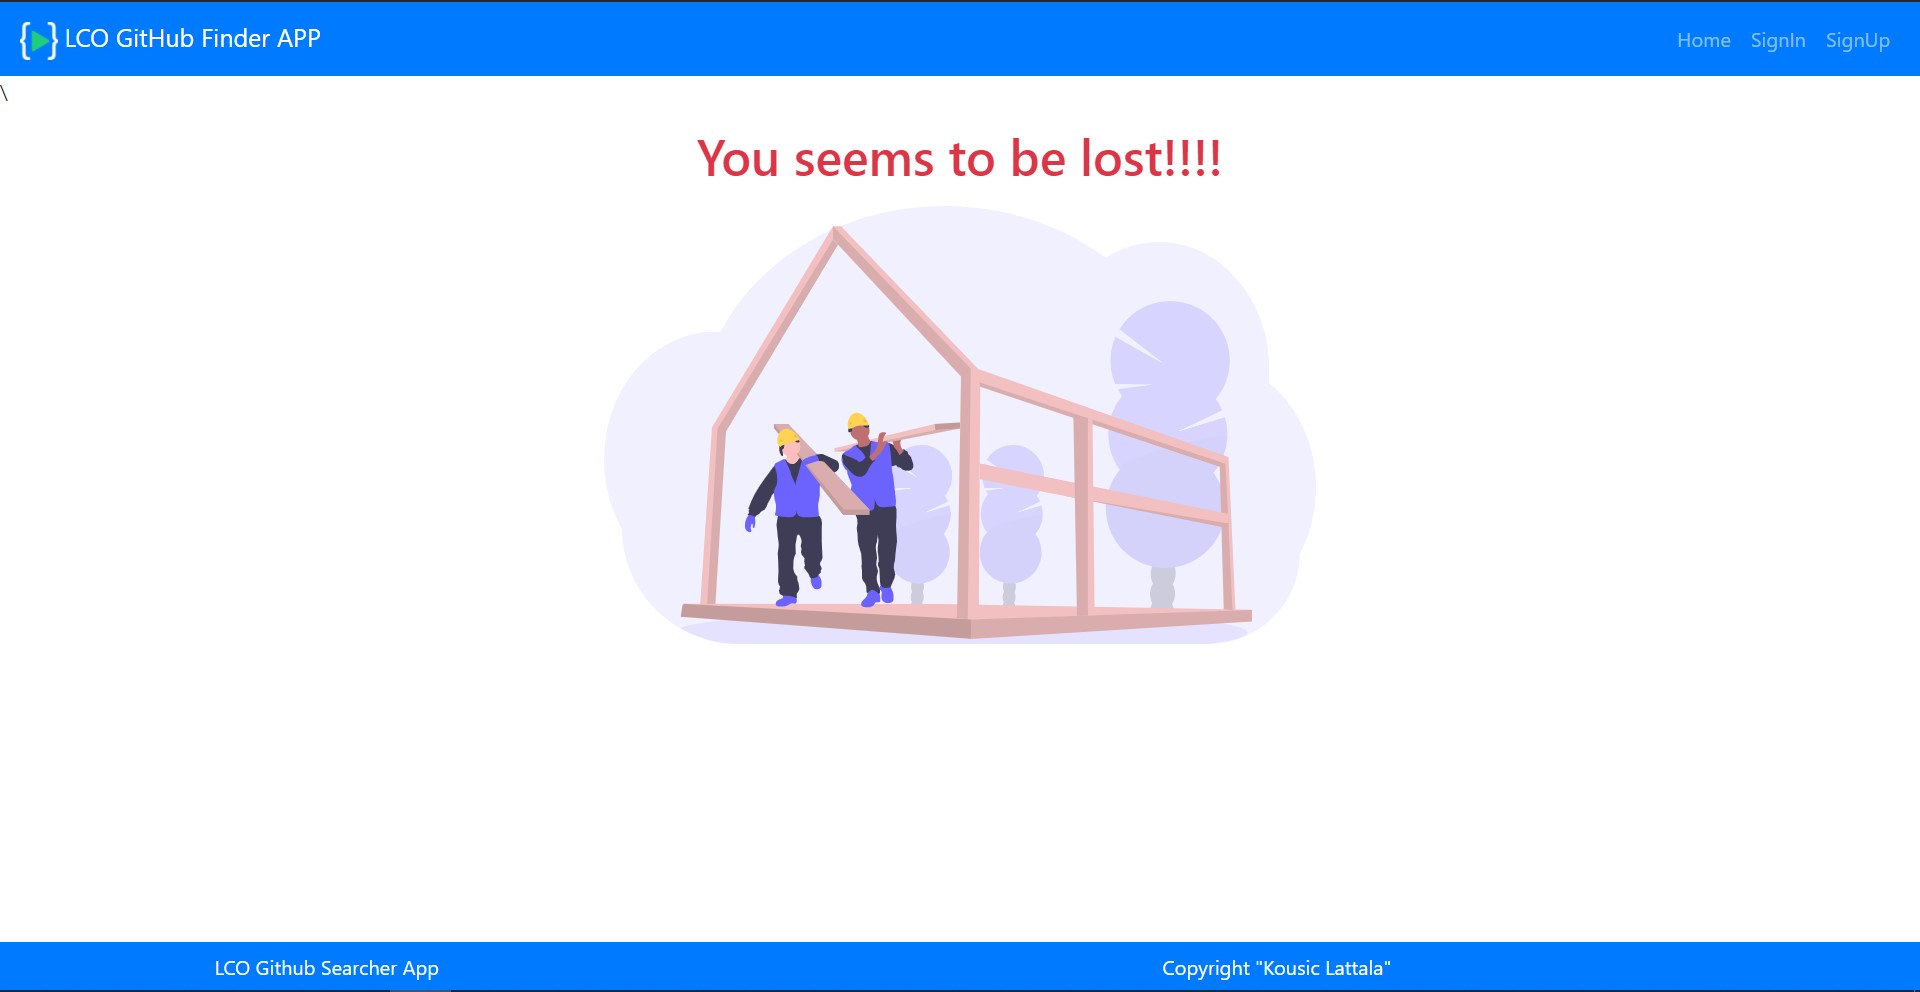 LCO GitHub Finder APP
Home SignIn SignUp
\
You seems to be lost!!!!
LCO Github Searcher App
Copyright "Kousic Lattala"